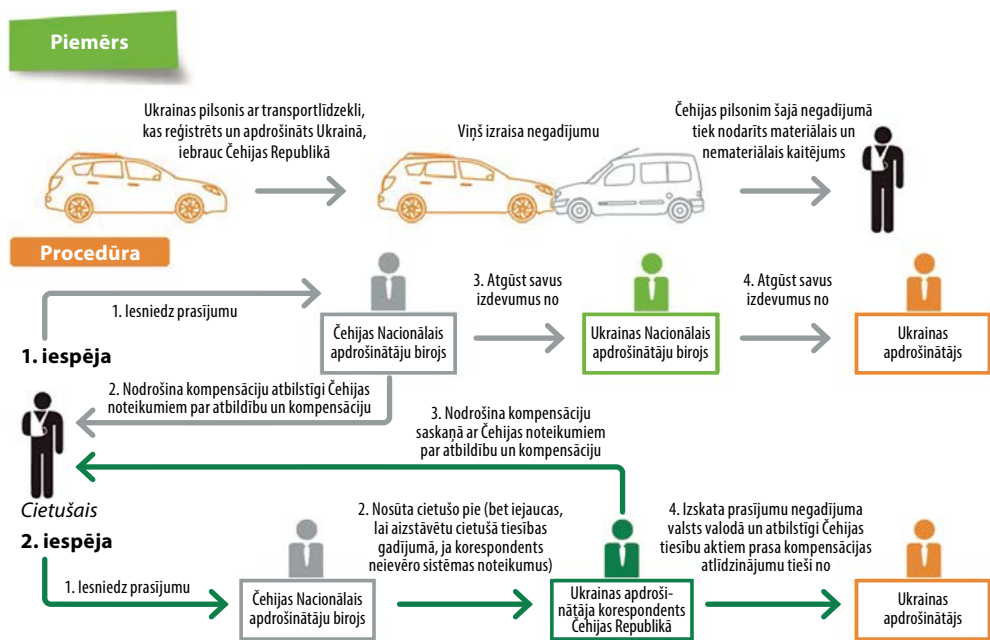 Piemērs
Ukrainas pilsonis ar transportlīdzekli,
kas reģistrēts un apdrošināts Ukrainā,
iebrauc Čehijas Republikā
Viņš izraisa negadījumu
Čehijas pilsonim šajā negadījumā
tiek nodarīts materiālais un
nemateriālais kaitējums
Procedūra
1. Iesniedz prasījumu
Čehijas Nacionālais
apdrošinātāju birojs
3. Atgūst savus
izdevumus no
Ukrainas Nacionālais
apdrošinātāju birojs
4. Atgūst savus
izdevumus no
Ukrainas
apdrošinātājs
1. iespēja
2. Nodrošina kompensāciju atbilstīgi Čehijas
noteikumiem par atbildību un kompensāciju
3. Nodrošina kompensāciju
saskaņā ar Čehijas noteikumiem
par atbildību un kompensāciju
Cietušais
2. iespēja
1. Iesniedz prasījumu
Čehijas Nacionālais
apdrošinātāju birojs
2. Nosūta cietušo pie (bet iejaucas,
lai aizstāvētu cietušā tiesības
gadījumā, ja korespondents
neievēro sistēmas noteikumus)
Ukrainas apdroši-
nātāja korespondents
Čehijas Republikā
4. Izskata prasījumu negadījuma
valsts valodā un atbilstīgi Čehijas
tiesību aktiem prasa kompensācijas
atlīdzinājumu tieši no
Ukrainas
apdrošinātājs